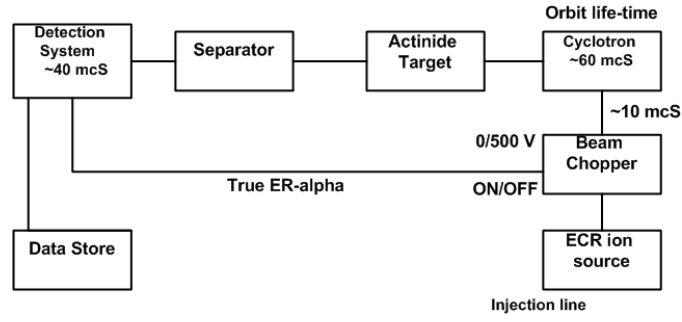 Orbit life-time
Detection
System
~40 mcS
Separator
Actinide
Target
Cyclotron
~60 mcS
~10 mcS
0/500 V
Beam
Chopper
True ER-alpha
ON/OFF
Data Store
ECR ion
source
Injection line